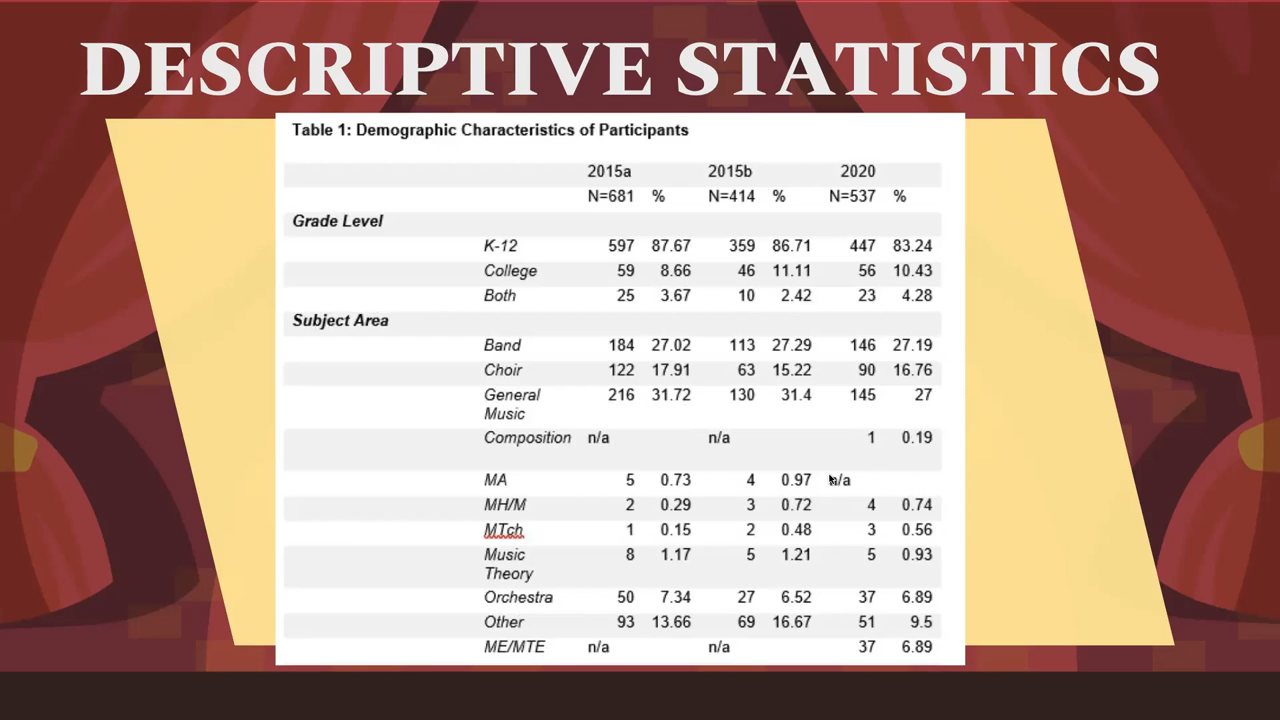 DESCRIPTIVE STATISTICS
Table 1: Demographic Characteristics of Participants
2015a 2015b 2020
N=681 % N=414 % N=537 %
Grade Level
K-12 597 87.67 359 86.71 447 83.24
College 59 8.66 46 11.11 56 10.43
Both 25 3.67 10 2.42 23 4.28
Subject Area
Band 184 27.02 113 27.29 146 27.19
Choir 122 17.91 63 15.22 90 16.76
General 216 31.72 130 31.4 145 27
Music
Composition n/a n/a 1 0.19
MA 5 0.73 4 0.97 n/a
MH/M 2 0.29 3 0.72 4 0.74
MTch 1 0.15 2 0.48 3 0.56
Music 8 1.17 5 1.21 5 0.93
Theory
Orchestra 50 7.34 27 6.52 37 6.89
Other 93 13.66 69 16.67 51 9.5
ME/MTE n/a n/a 37 6.89